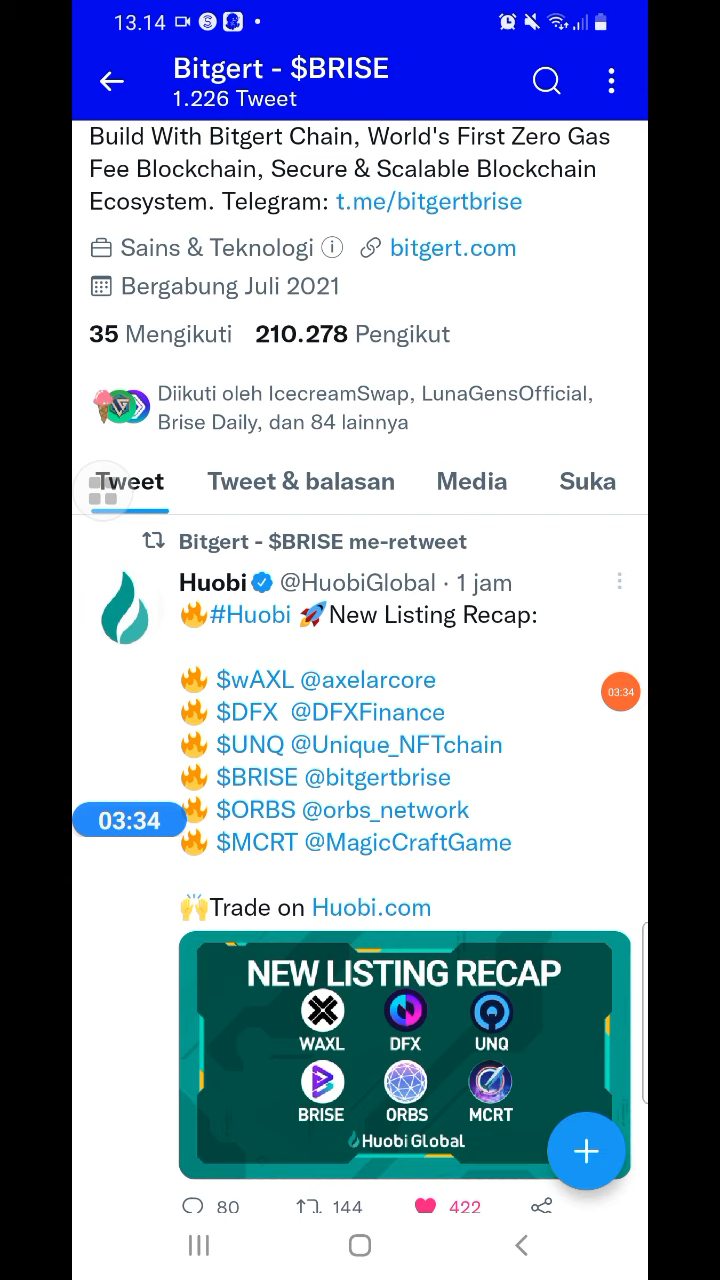 13.14
Bitgert - $BRISE
1.226 Tweet
Build With Bitgert Chain, World's First Zero Gas
Fee Blockchain, Secure & Scalable Blockchain
Ecosystem. Telegram: t.me/bitgertbrise
Sains & Teknologi bitgert.com
Bergabung Juli 2021
35 Mengikuti 210.278 Pengikut
Diikuti oleh IcecreamSwap, LunaGensOfficial,
Brise Daily, dan 84 lainnya
Tweet Tweet & balasan Media Suka
Bitgert - $BRISE me-retweet
Huobi @HuobiGlobal · 1 jam
🔥#Huobi 🚀New Listing Recap:
🔥 $wAXL @axelarcore
🔥 $DFX @DFXFinance
🔥 $UNQ @Unique_NFTchain
🔥 $BRISE @bitgertbrise
🔥 $ORBS @orbs_network
🔥 $MCRT @MagicCraftGame
03:34
03:34
🙌Trade on Huobi.com
NEW LISTING RECAP
WAXL DFX UNQ
BRISE ORBS MCRT
Huobi Global
80 144 422